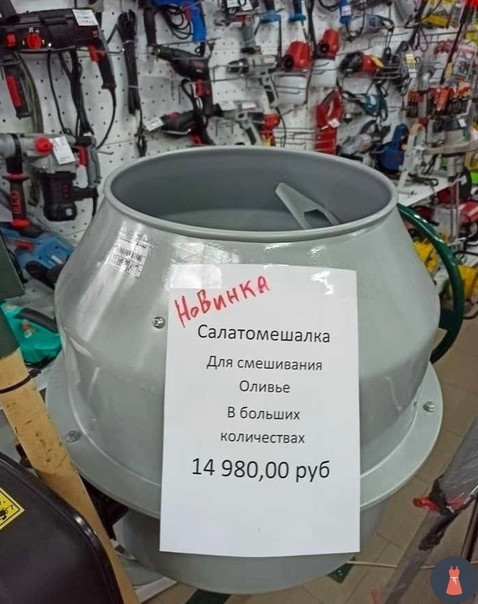 Новинка
Салатомешалка
Для смешивания
Оливье
В больших
количествах
14 980,00 руб